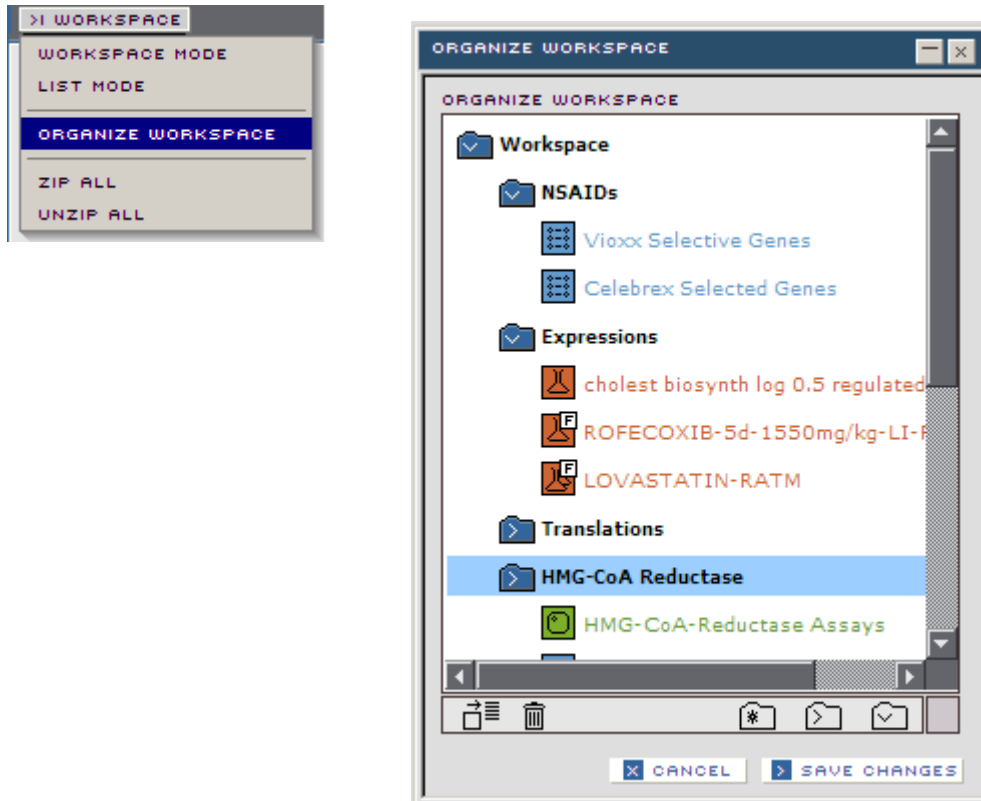 >I WORKSPACE
WORKSPACE MODE
LIST MODE
ORGANIZE WORKSPACE
ZIP ALL
UNZIP ALL
ORGANIZE WORKSPACE
ORGANIZE WORKSPACE
Workspace
NSAIDs
Vioxx Selective Genes
Celebrex Selected Genes
Expressions
cholest biosynth log 0.5 regulated
F
ROFECOXIB-5d-1550mg/kg-LI-
F
LOVASTATIN-RATM
Translations
HMG-CoA Reductase
HMG-CoA-Reductase Assays
CANCEL
SAVE CHANGES